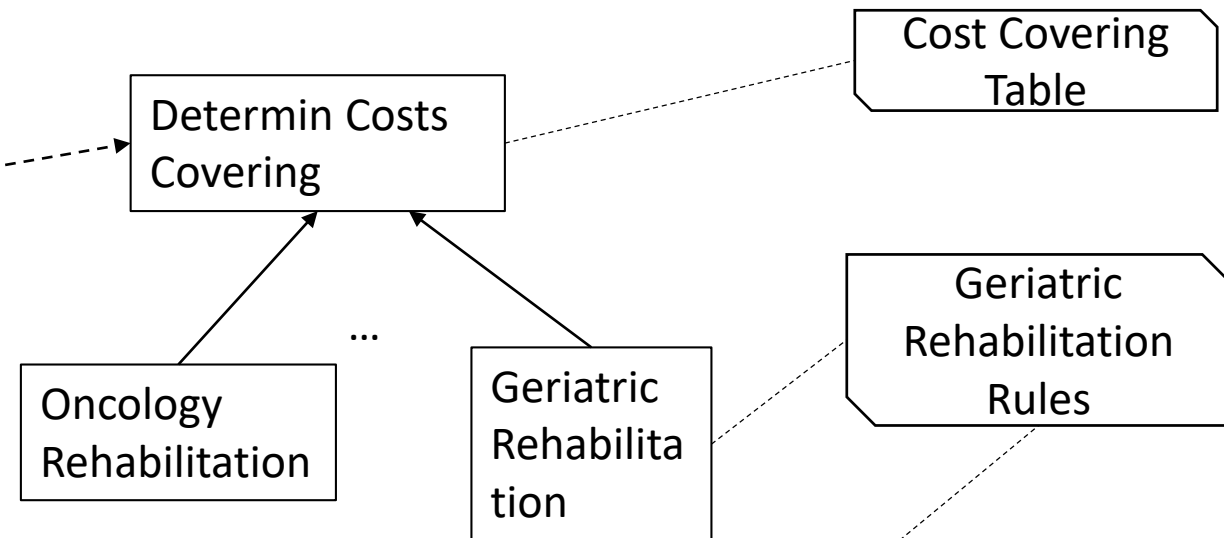 Cost Covering
Table
Determin Costs
Covering
Geriatric
Rehabilitation
Rules
...
Oncology
Rehabilitation
Geriatric
Rehabilita
tion